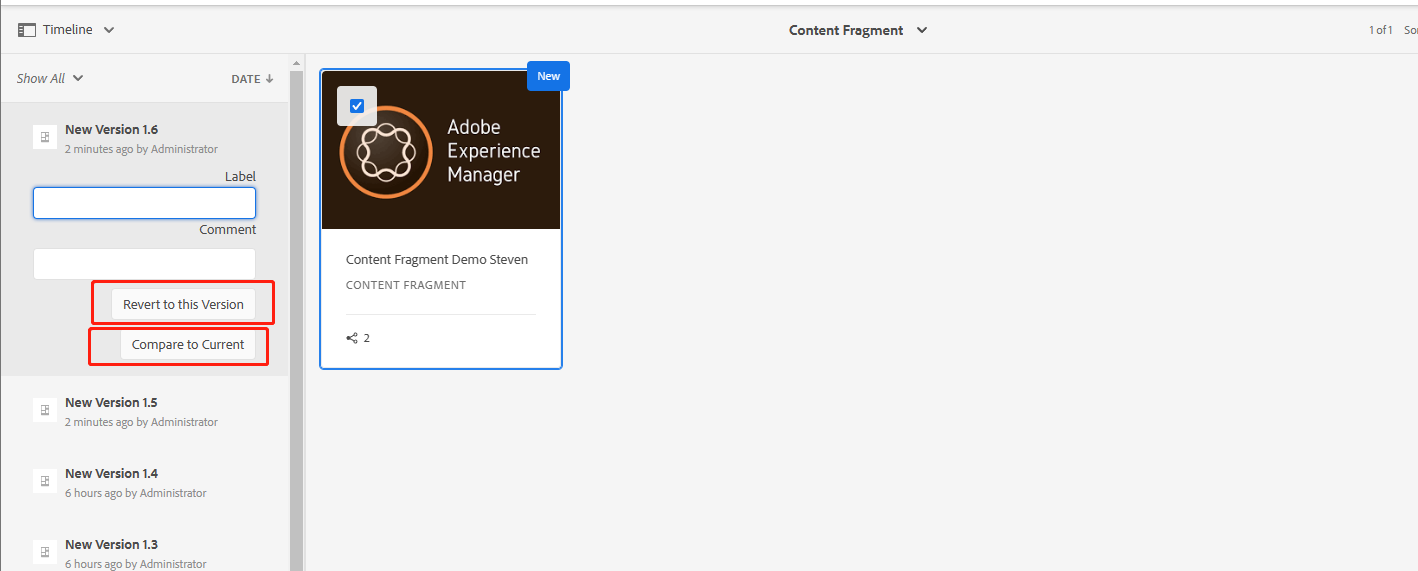 Timeline
Content Fragment
1 of 1 Sor
Show All
DATE
New Version 1.6
2 minutes ago by Administrator
Label
Comment
Revert to this Version
Compare to Current
New Version 1.5
2 minutes ago by Administrator
New Version 1.4
6 hours ago by Administrator
New Version 1.3
6 hours ago by Administrator
New
Adobe
Experience
Manager
Content Fragment Demo Steven
CONTENT FRAGMENT
2